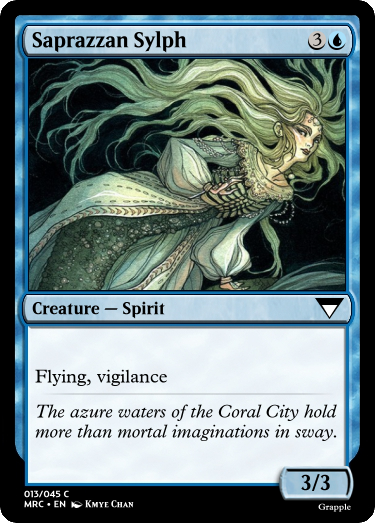 Saprazzan Sylph 3
Creature — Spirit
Flying, vigilance
The azure waters of the Coral City hold
more than mortal imaginations in sway.
3/3
013/045 C
MRC • EN Kmye Chan
Grapple